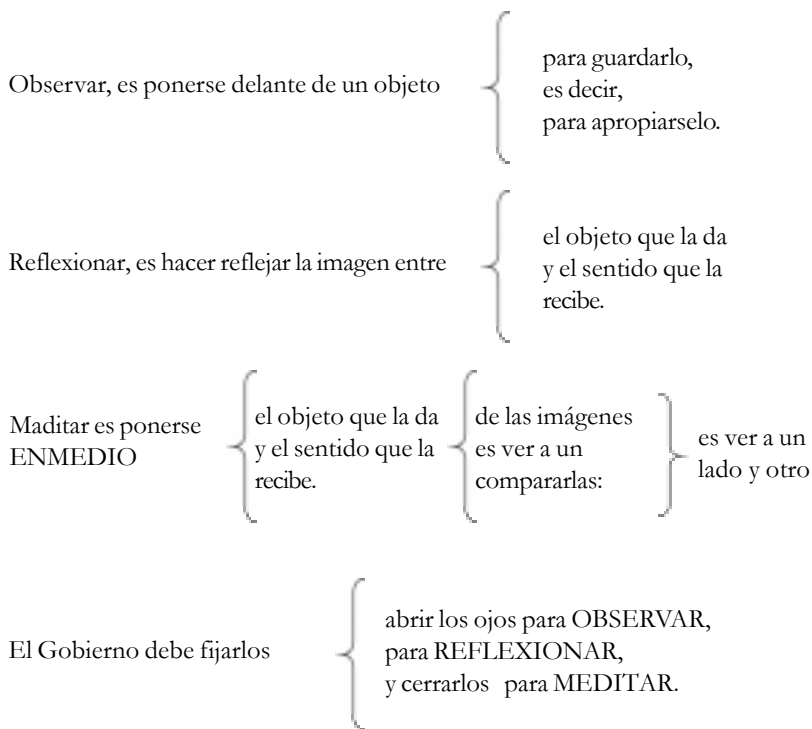 Observar, es ponerse delante de un objeto
para guardarlo,
es decir,
para apropiarselo.
Reflexionar, es hacer reflejar la imagen entre
el objeto que la da
y el sentido que la
recibe.
Maditar es ponerse
ENMEDIO
el objeto que la da
y el sentido que la
recibe.
de las imágenes
es ver a un
compararlas:
es ver a un
lado y otro
El Gobierno debe fijarlos
abrir los ojos para OBSERVAR,
para REFLEXIONAR,
y cerrarlos para MEDITAR.